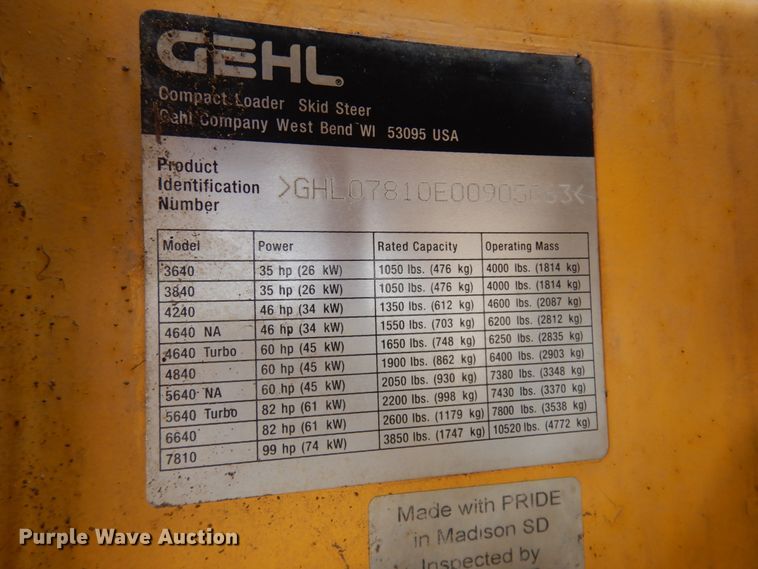 GEHL®
Compact Loader Skid Steer
Gehl Company West Bend WI 53095 USA
Product
Identification
Number
Model Power Rated Capacity Operating Mass
3640 35 hp (26 kW) 1050 lbs. (476 kg) 4000 lbs. (1814 kg)
3840 35 hp (26 kW) 1050 lbs. (476 kg) 4000 lbs. (1814 kg)
4240 46 hp (34 kW) 1350 lbs. (612 kg) 4600 lbs. (2087 kg)
4640 NA 46 hp (34 kW) 1550 lbs. (703 kg) 6200 lbs. (2812 kg)
4640 Turbo 60 hp (45 kW) 1650 lbs. (748 kg) 6250 lbs. (2835 kg)
4840 60 hp (45 kW) 1900 lbs. (862 kg) 6400 lbs. (2903 kg)
5640 NA 60 hp (45 kW) 2050 lbs. (930 kg) 7380 lbs. (3348 kg)
5640 Turbo 82 hp (61 kW) 2200 lbs. (998 kg) 7430 lbs. (3370 kg)
6640 82 hp (61 kW) 2600 lbs. (1179 kg) 7800 lbs. (3538 kg)
7810 99 hp (74 kW) 3850 lbs. (1747 kg) 10520 lbs. (4772 kg)
Made with PRIDE
in Madison SD
Inspected by
Purple Wave Auction